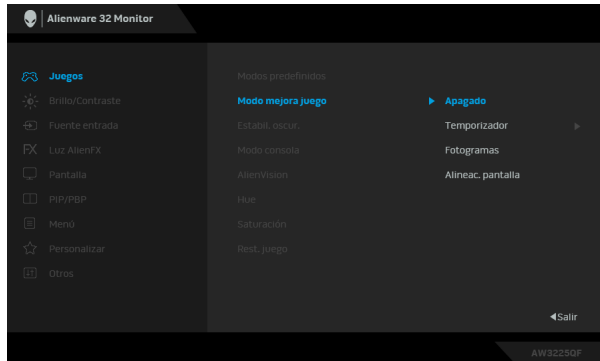 Alienware 32 Monitor
Juegos
Brillo/Contraste
Fuente entrada
FX Luz AlienFX
Pantalla
PIP/PBP
Menú
Personalizar
Otros
Modos predefinidos
Modo mejora juego
Estabil. oscur.
Modo consola
AlienVision
Hue
Saturación
Rest. juego
Apagado
Temporizador
Fotogramas
Alineac. pantalla
Salir
AW3225QF